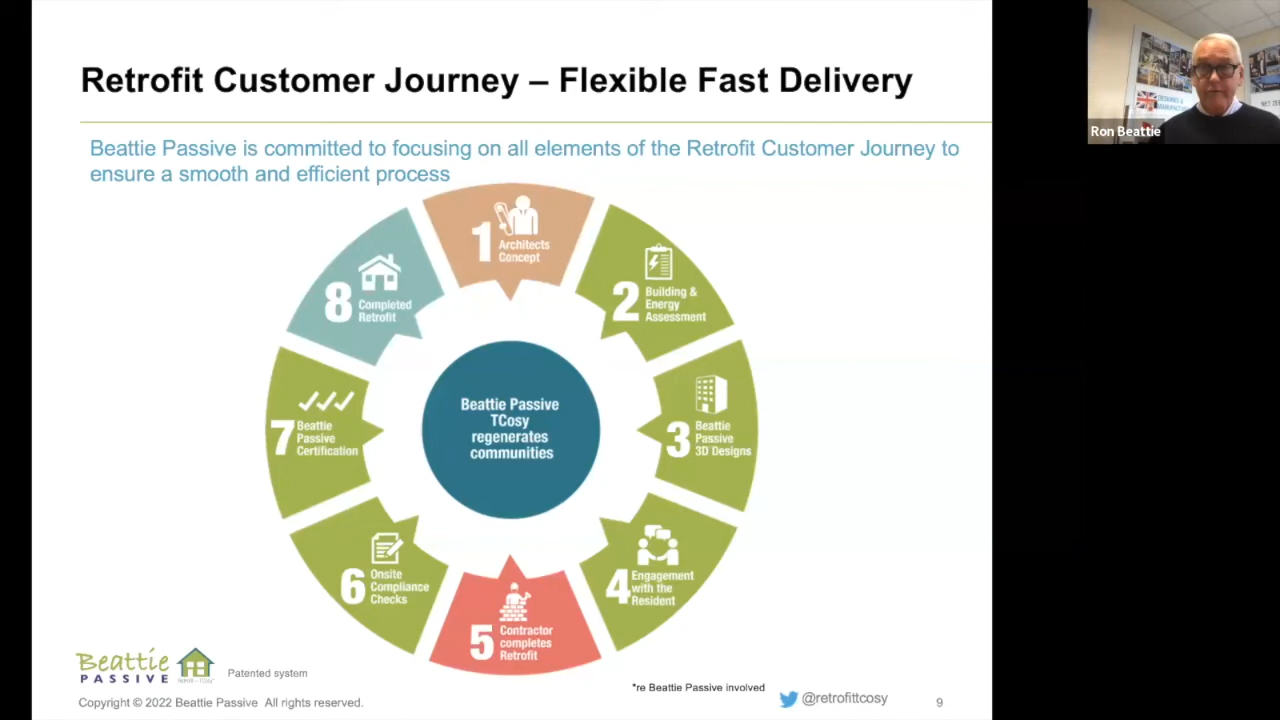 Retrofit Customer Journey – Flexible Fast Delivery
Beattie Passive is committed to focusing on all elements of the Retrofit Customer Journey to
ensure a smooth and efficient process
1
Architects
Concept
2
Building &
Energy
Assessment
3
Beattie
Passive
3D Designs
4
Engagement
with the
Resident
5
Contractor
completes
Retrofit
6
Onsite
Compliance
Checks
7
Beattie
Passive
Certification
8
Completed
Retrofit
Beattie Passive
TCosy
regenerates
communities
Beattie
PASSIVE
Patented system
Copyright © 2022 Beattie Passive All rights reserved.
*re Beattie Passive involved
@retrofittcosy
9
Ron Beattie